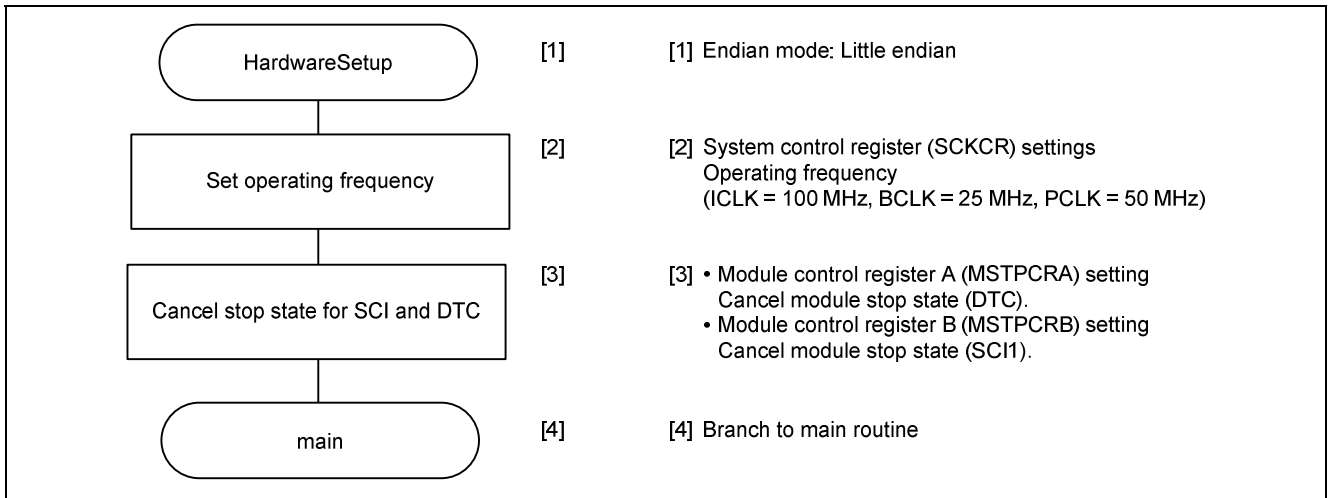 HardwareSetup [1] [1] Endian mode: Little endian
Set operating frequency [2] [2] System control register (SCKCR) settings
Operating frequency
(ICLK = 100 MHz, BCLK = 25 MHz, PCLK = 50 MHz)
Cancel stop state for SCI and DTC [3] [3] • Module control register A (MSTPCRA) setting
Cancel module stop state (DTC).
• Module control register B (MSTPCRB) setting
Cancel module stop state (SCI1).
main [4] [4] Branch to main routine